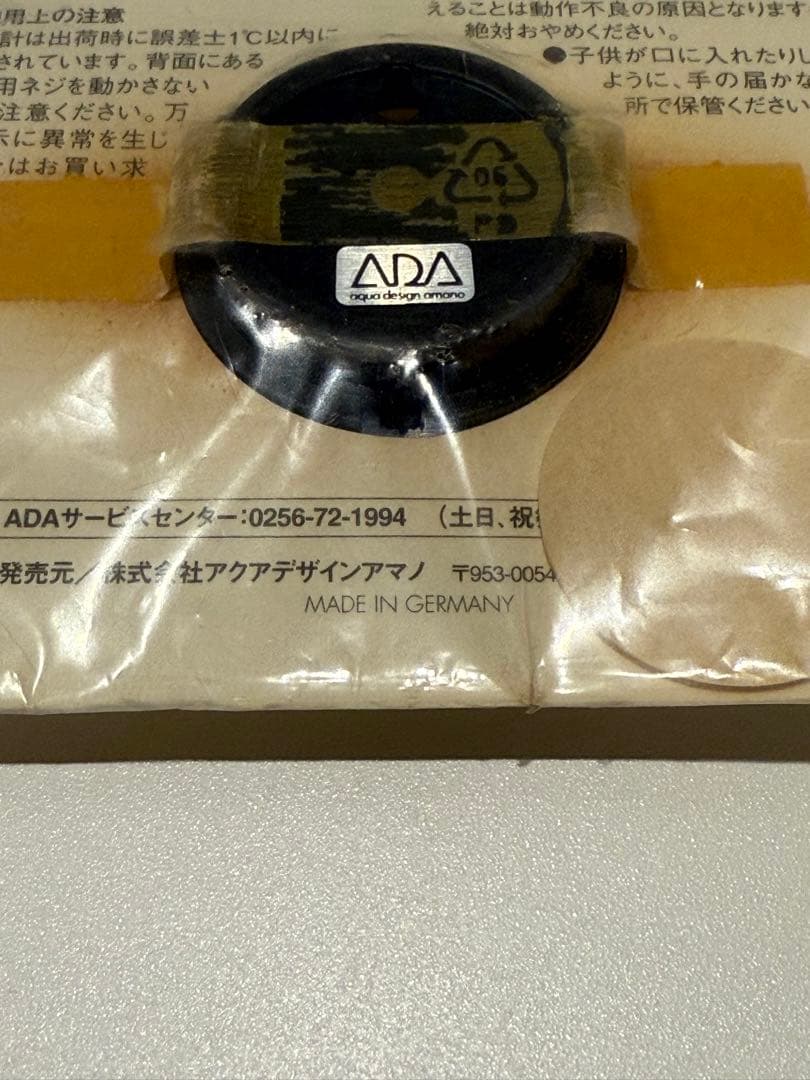 用上の注意
計は出荷時に誤差±1℃以内に
されています。背面にある
用ネジを動かさない
注意ください。万
示に異常を生じ
はお買い求
えることは動作不良の原因となります
絶対おやめください。
●子供が口に入れたりし
ように、手の届かな
所で保管ください
06
ADA
aqua design amano
ADAサービスセンター:0256-72-1994 (土日、祝
発売元/株式会社アクアデザインアマノ 〒953-0054
MADE IN GERMANY